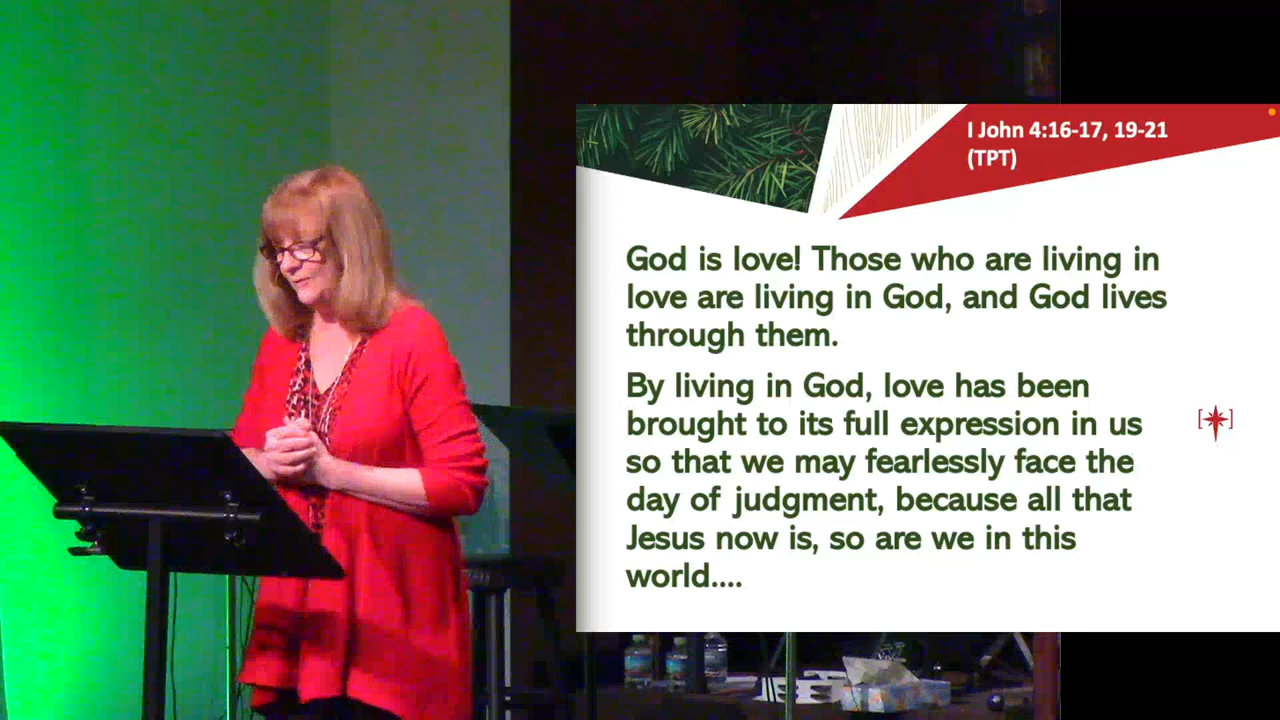 I John 4:16-17, 19-21
(TPT)
God is love! Those who are living in
love are living in God, and God lives
through them.
By living in God, love has been
brought to its full expression in us
so that we may fearlessly face the
day of judgment, because all that
Jesus now is, so are we in this
world....